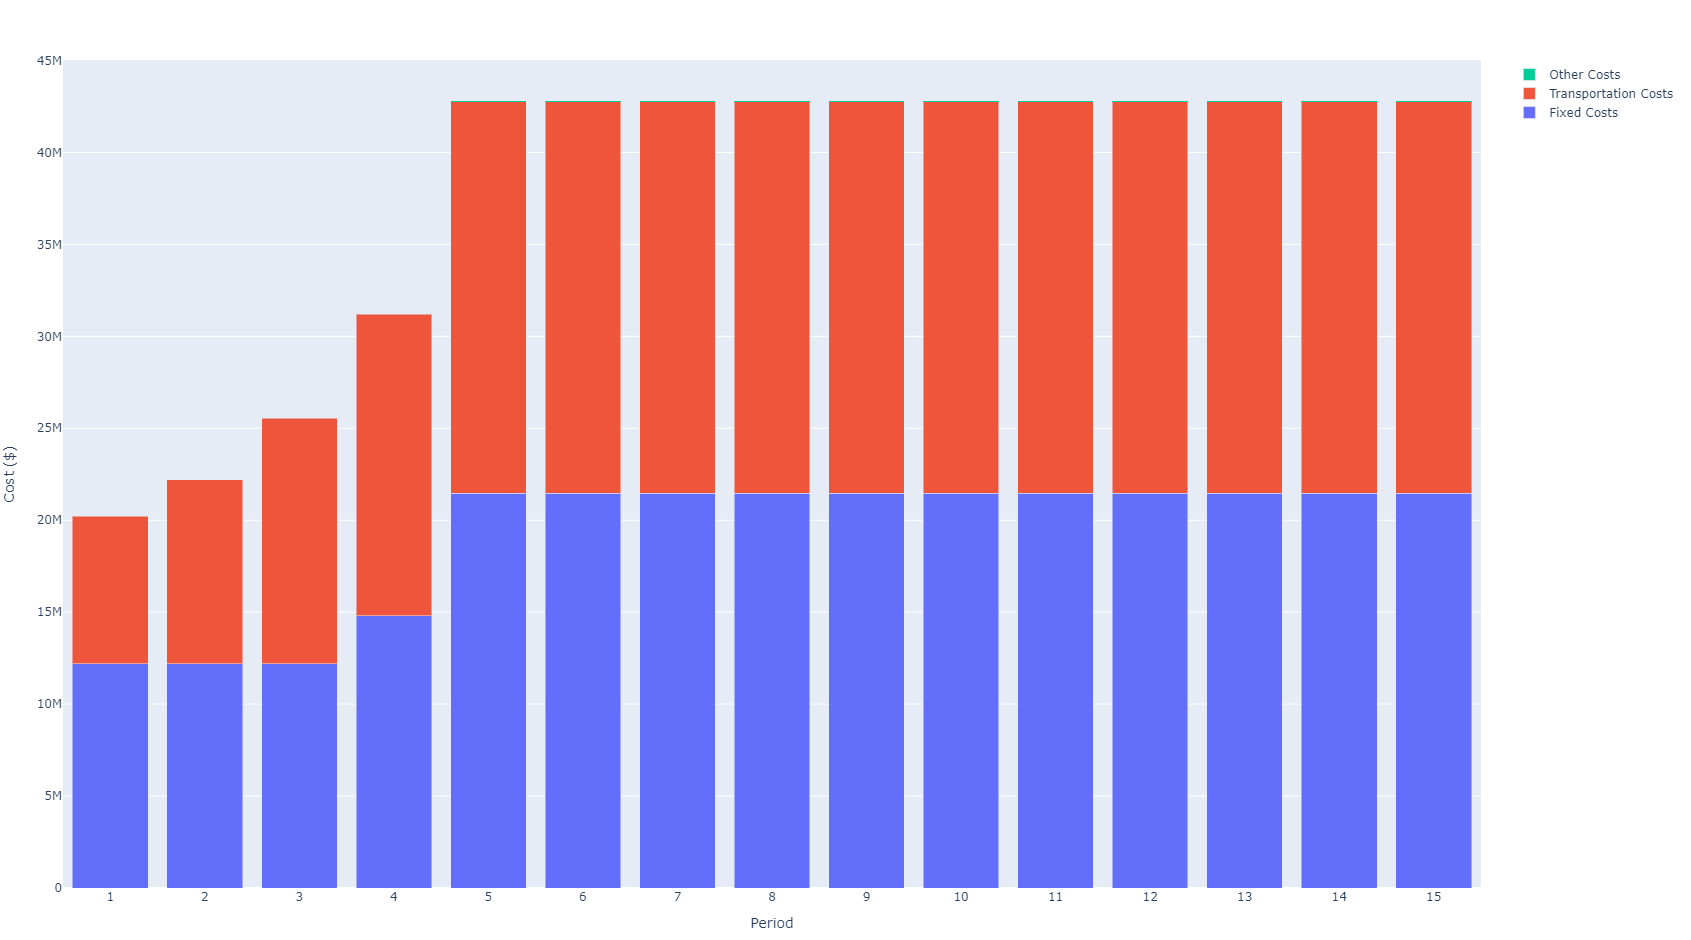 45M
40M
35M
30M
25M
20M
15M
10M
5M
0
Cost ($)
1 2 3 4 5 6 7 8 9 10 11 12 13 14 15
Period
Other Costs
Transportation Costs
Fixed Costs